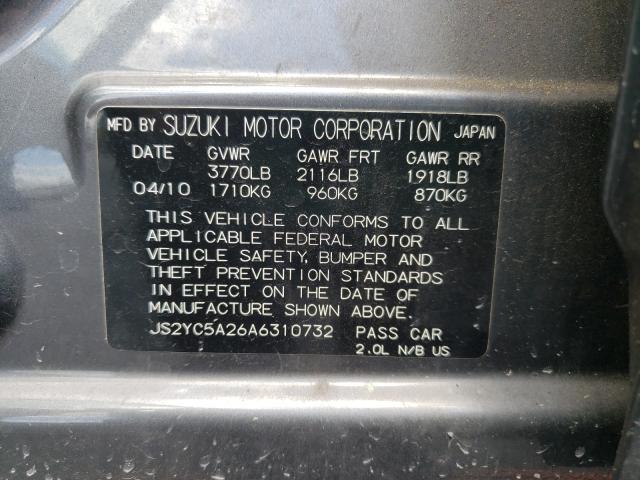 MFD BY SUZUKI MOTOR CORPORATION JAPAN
DATE GVWR GAWR FRT GAWR RR
3770LB 2116LB 1918LB
04/10 1710KG 960KG 870KG
THIS VEHICLE CONFORMS TO ALL
APPLICABLE FEDERAL MOTOR
VEHICLE SAFETY, BUMPER AND
THEFT PREVENTION STANDARDS
IN EFFECT ON THE DATE OF
MANUFACTURE SHOWN ABOVE.
JS2YC5A26A6310732 PASS CAR
2.0L N/B US